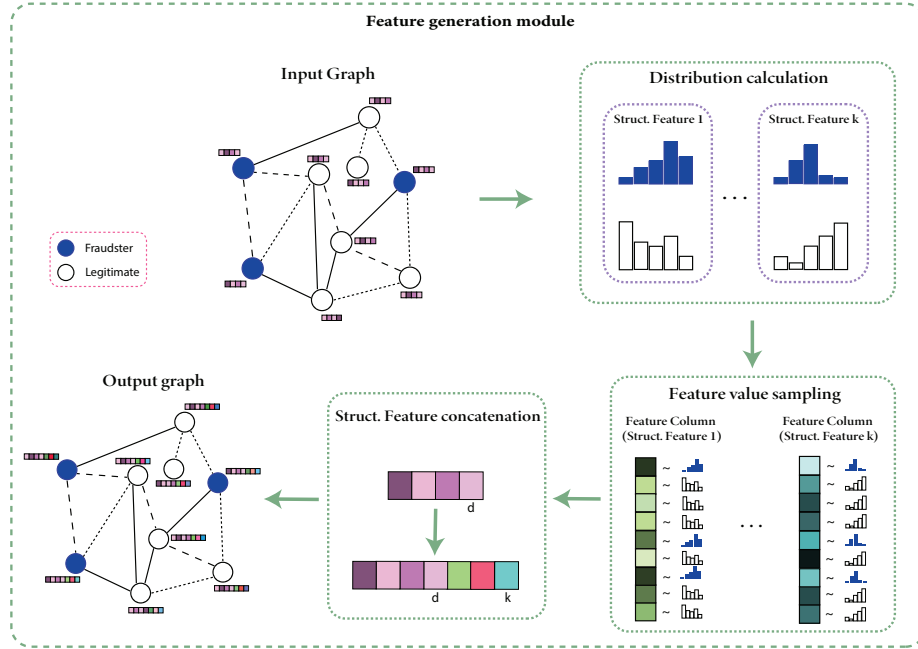 Feature generation module
Input Graph
Distribution calculation
Struct. Feature 1
Struct. Feature k
. . .
Fraudster
Legitimate
Output graph
Struct. Feature concatenation
d
d
k
Feature value sampling
Feature Column
(Struct. Feature 1)
Feature Column
(Struct. Feature k)
~
~
~
~
~
~
~
~
~
. . .
~
~
~
~
~
~
~
~
~